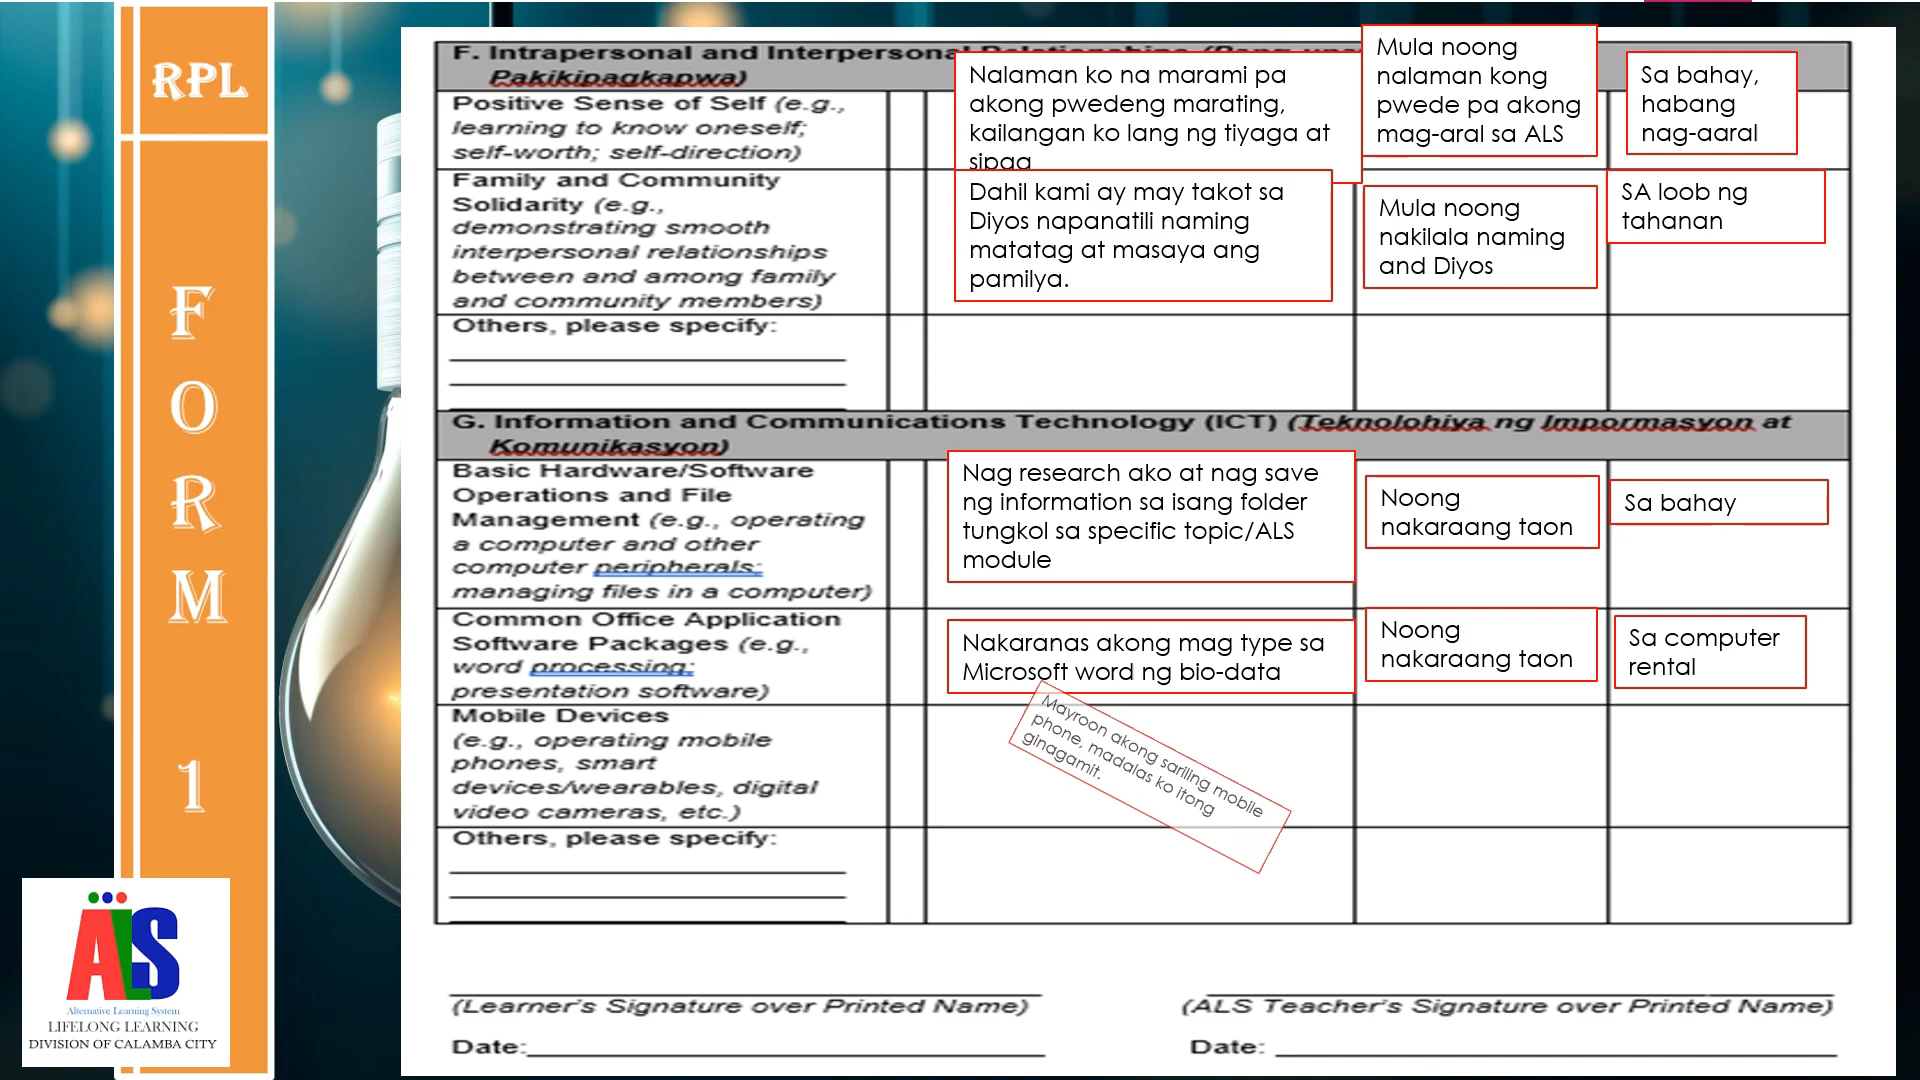 RPL
FORM 1
F. Intrapersonal and Interpersonal
Pakikipagkapwa)
Positive Sense of Self (e.g.,
learning to know oneself;
self-worth; self-direction)
Nalaman ko na marami pa
akong pwedeng marating,
kailangan ko lang ng tiyaga at
sipag
Mula noong
nalaman kong
pwede pa akong
mag-aral sa ALS
Sa bahay,
habang
nag-aaral
Family and Community
Solidarity (e.g.,
demonstrating smooth
interpersonal relationships
between and among family
and community members)
Dahil kami ay may takot sa
Diyos napanatili naming
matatag at masaya ang
pamilya.
Mula noong
nakilala naming
and Diyos
SA loob ng
tahanan
Others, please specify:
G. Information and Communications Technology (ICT) (Teknolohiya ng Impormasyon at
Komunikasyon)
Basic Hardware/Software
Operations and File
Management (e.g., operating
a computer and other
computer peripherals;
managing files in a computer)
Nag research ako at nag save
ng information sa isang folder
tungkol sa specific topic/ALS
module
Noong
nakaraang taon
Sa bahay
Common Office Application
Software Packages (e.g.,
word processing;
presentation software)
Nakaranas akong mag type sa
Microsoft word ng bio-data
Noong
nakaraang taon
Sa computer
rental
Mobile Devices
(e.g., operating mobile
phones, smart
devices/wearables, digital
video cameras, etc.)
Mayroon akong sariling mobile
phone, madalas ko itong
ginagamit.
Others, please specify:
(Learner's Signature over Printed Name)
(ALS Teacher's Signature over Printed Name)
Date:
Date:
ALS
Alternative Learning System
LIFELONG LEARNING
DIVISION OF CALAMBA CITY